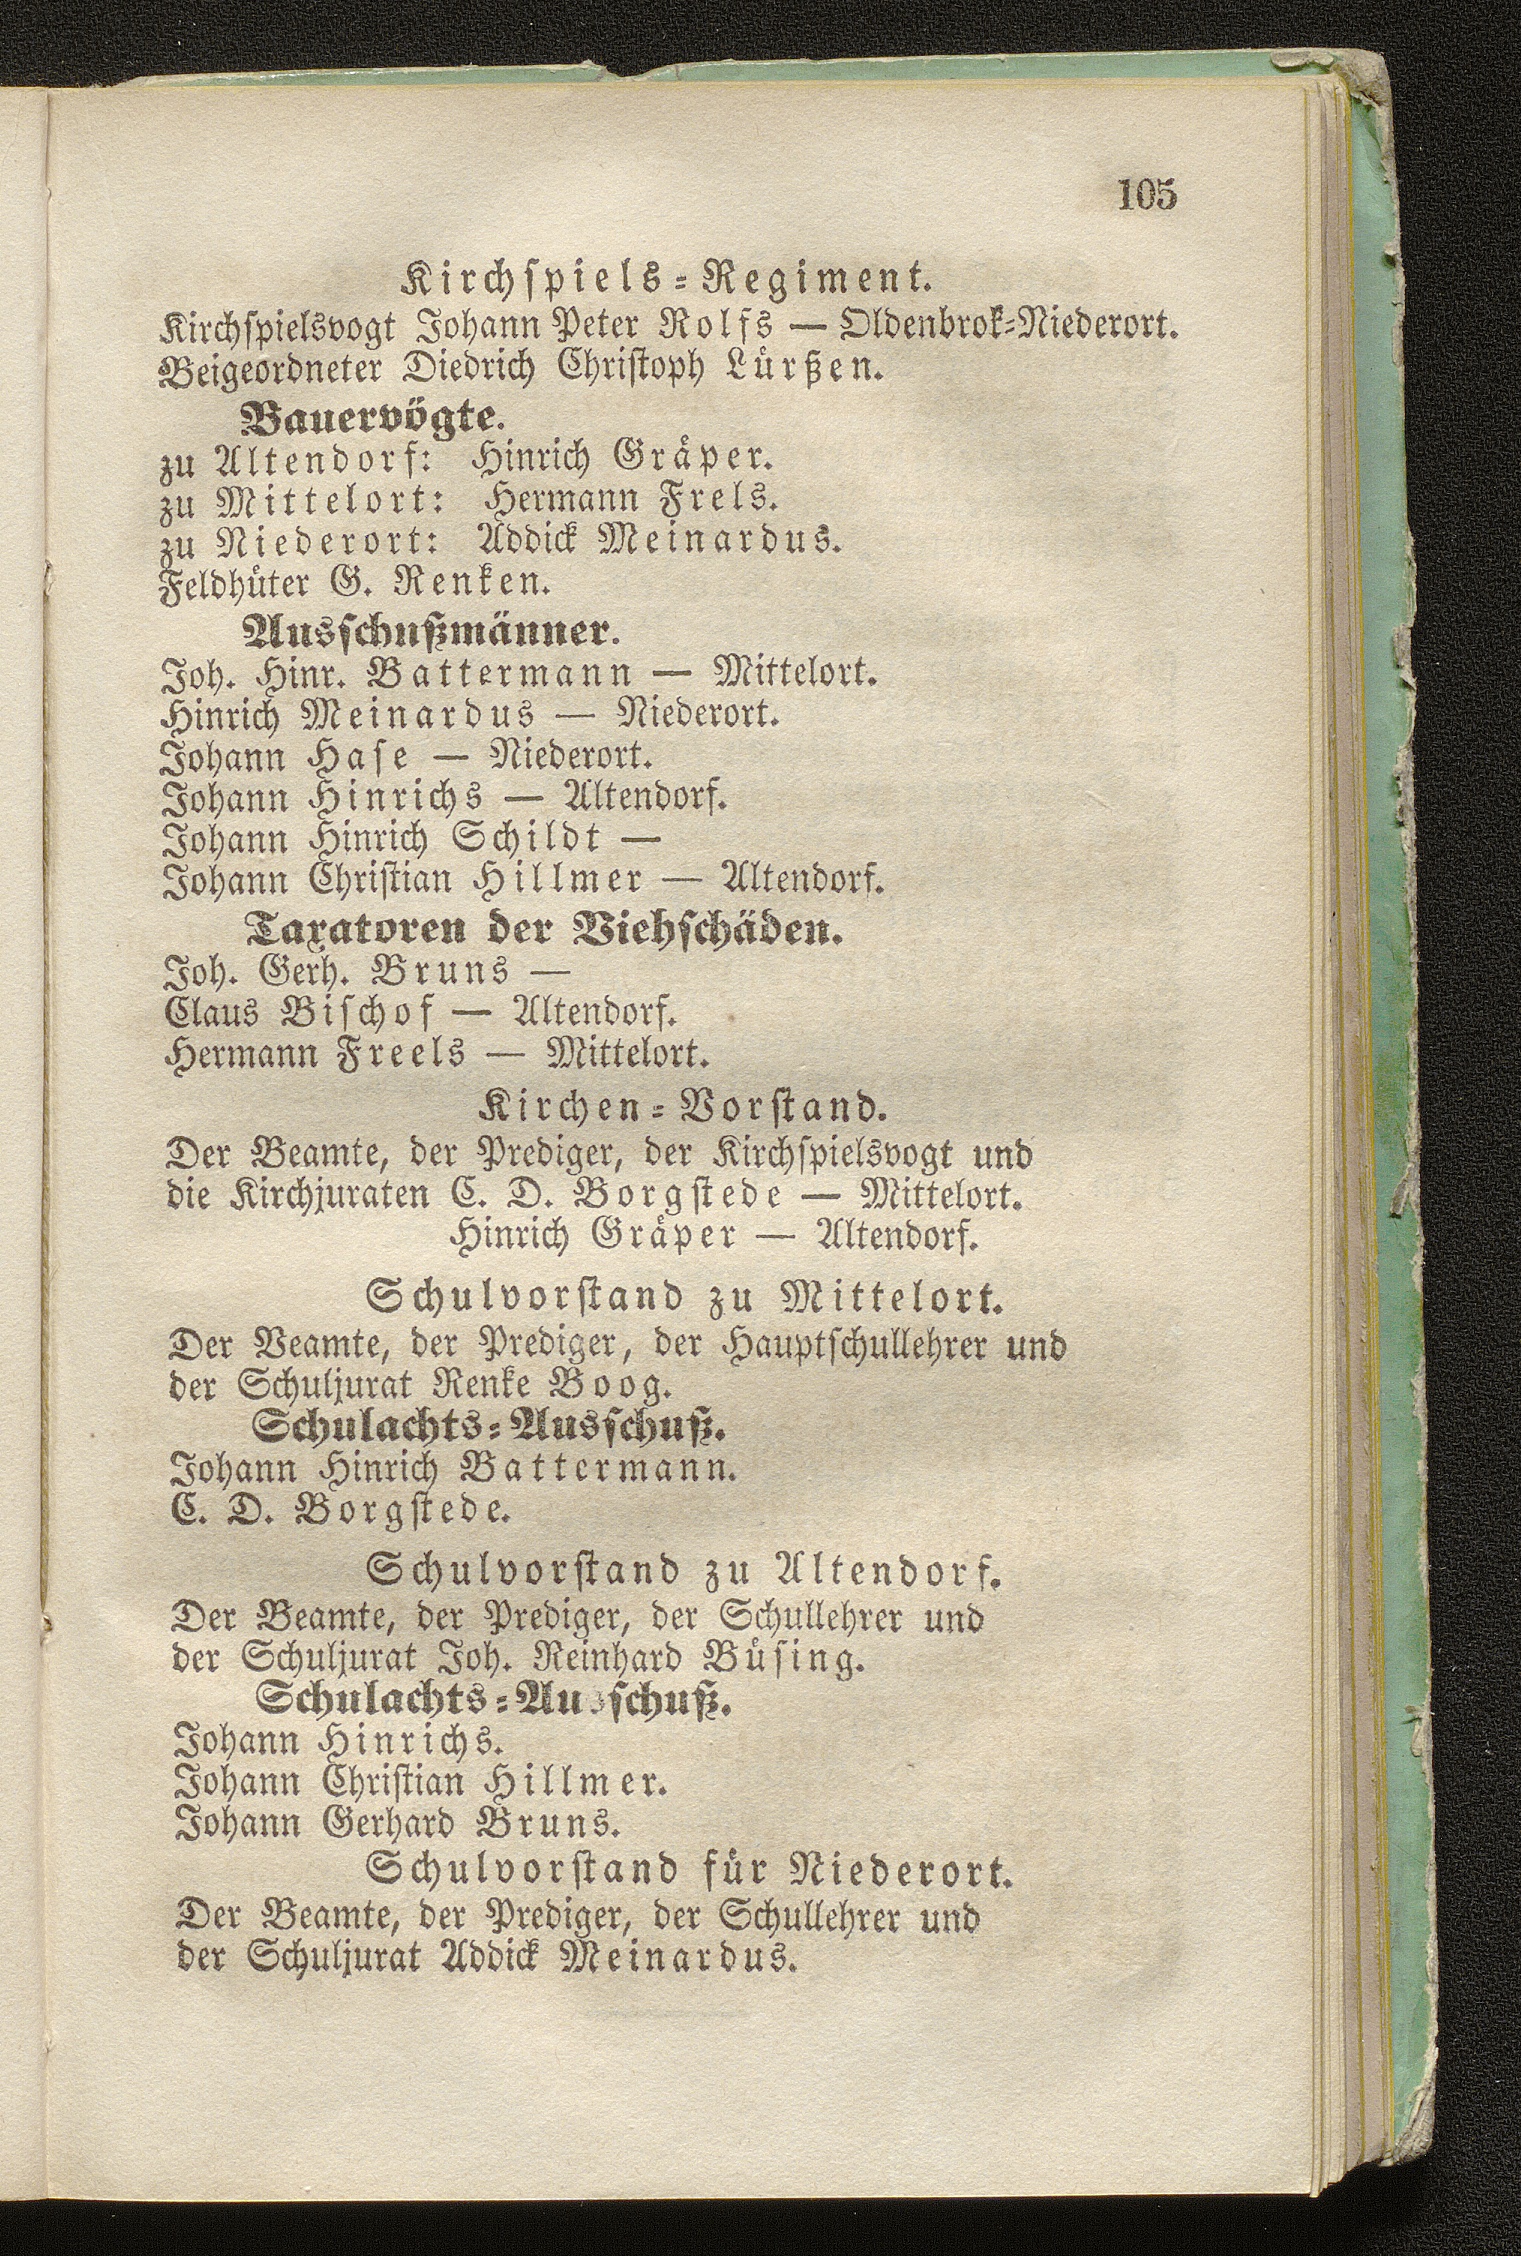 105
Kirchſpiels-Regiment.
Kirchſpielsvogt Johann Peter Rolfs — Oldenbrok-Niederort.
Beigeordneter Diedrich Chriſtoph Lürßen.
Bauervögte.
zu Altendorf: Hinrich Gräper.
zu Mittelort: Hermann Frels.
zu Niederort: Addick Meinardus.
Feldhüter G. Renken.
Ausſchußmänner.
Joh. Hinr. Battermann — Mittelort.
Hinrich Meinardus — Niederort.
Johann Haſe — Niederort.
Johann Hinrichs — Altendorf.
Johann Hinrich Schildt —
Johann Chriſtian Hillmer — Altendorf.
Taxatoren der Viehſchäden.
Joh. Gerh. Bruns —
Claus Biſchof — Altendorf.
Hermann Freels — Mittelort.
Kirchen-Vorſtand.
Der Beamte, der Prediger, der Kirchſpielsvogt und
die Kirchjuraten C. D. Borgſtede — Mittelort.
Hinrich Gräper — Altendorf.
Schulvorſtand zu Mittelort.
Der Veamte, der Prediger, der Hauptſchullehrer und
der Schuljurat Renke Boog.
Schulachts-Ausſchuß.
Johann Hinrich Battermann.
C. D. Borgſtede.
Schulvorſtand zu Altendorf.
Der Beamte, der Prediger, der Schullehrer und
der Schuljurat Joh. Reinhard Büſing.
Schulachts-Ausſchuß.
Johann Hinrichs.
Johann Chriſtian Hillmer.
Johann Gerhard Bruns.
Schulvorſtand für Niederort.
Der Beamte, der Prediger, der Schullehrer und
der Schuljurat Addick Meinardus.